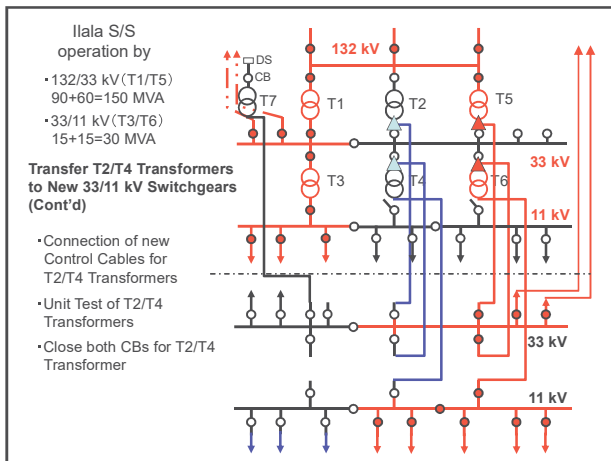 Ilala S/S
operation by
・132/33 kV(T1/T5)
90+60=150 MVA
・33/11 kV(T3/T6)
15+15=30 MVA
Transfer T2/T4 Transformers
to New 33/11 kV Switchgears
(Cont'd)
・Connection of new
Control Cables for
T2/T4 Transformers
・Unit Test of T2/T4
Transformers
・Close both CBs for T2/T4
Transformer
DS
CB
T7
132 kV
T1
T2
T5
33 kV
T3
T4
T6
11 kV
33 kV
11 kV